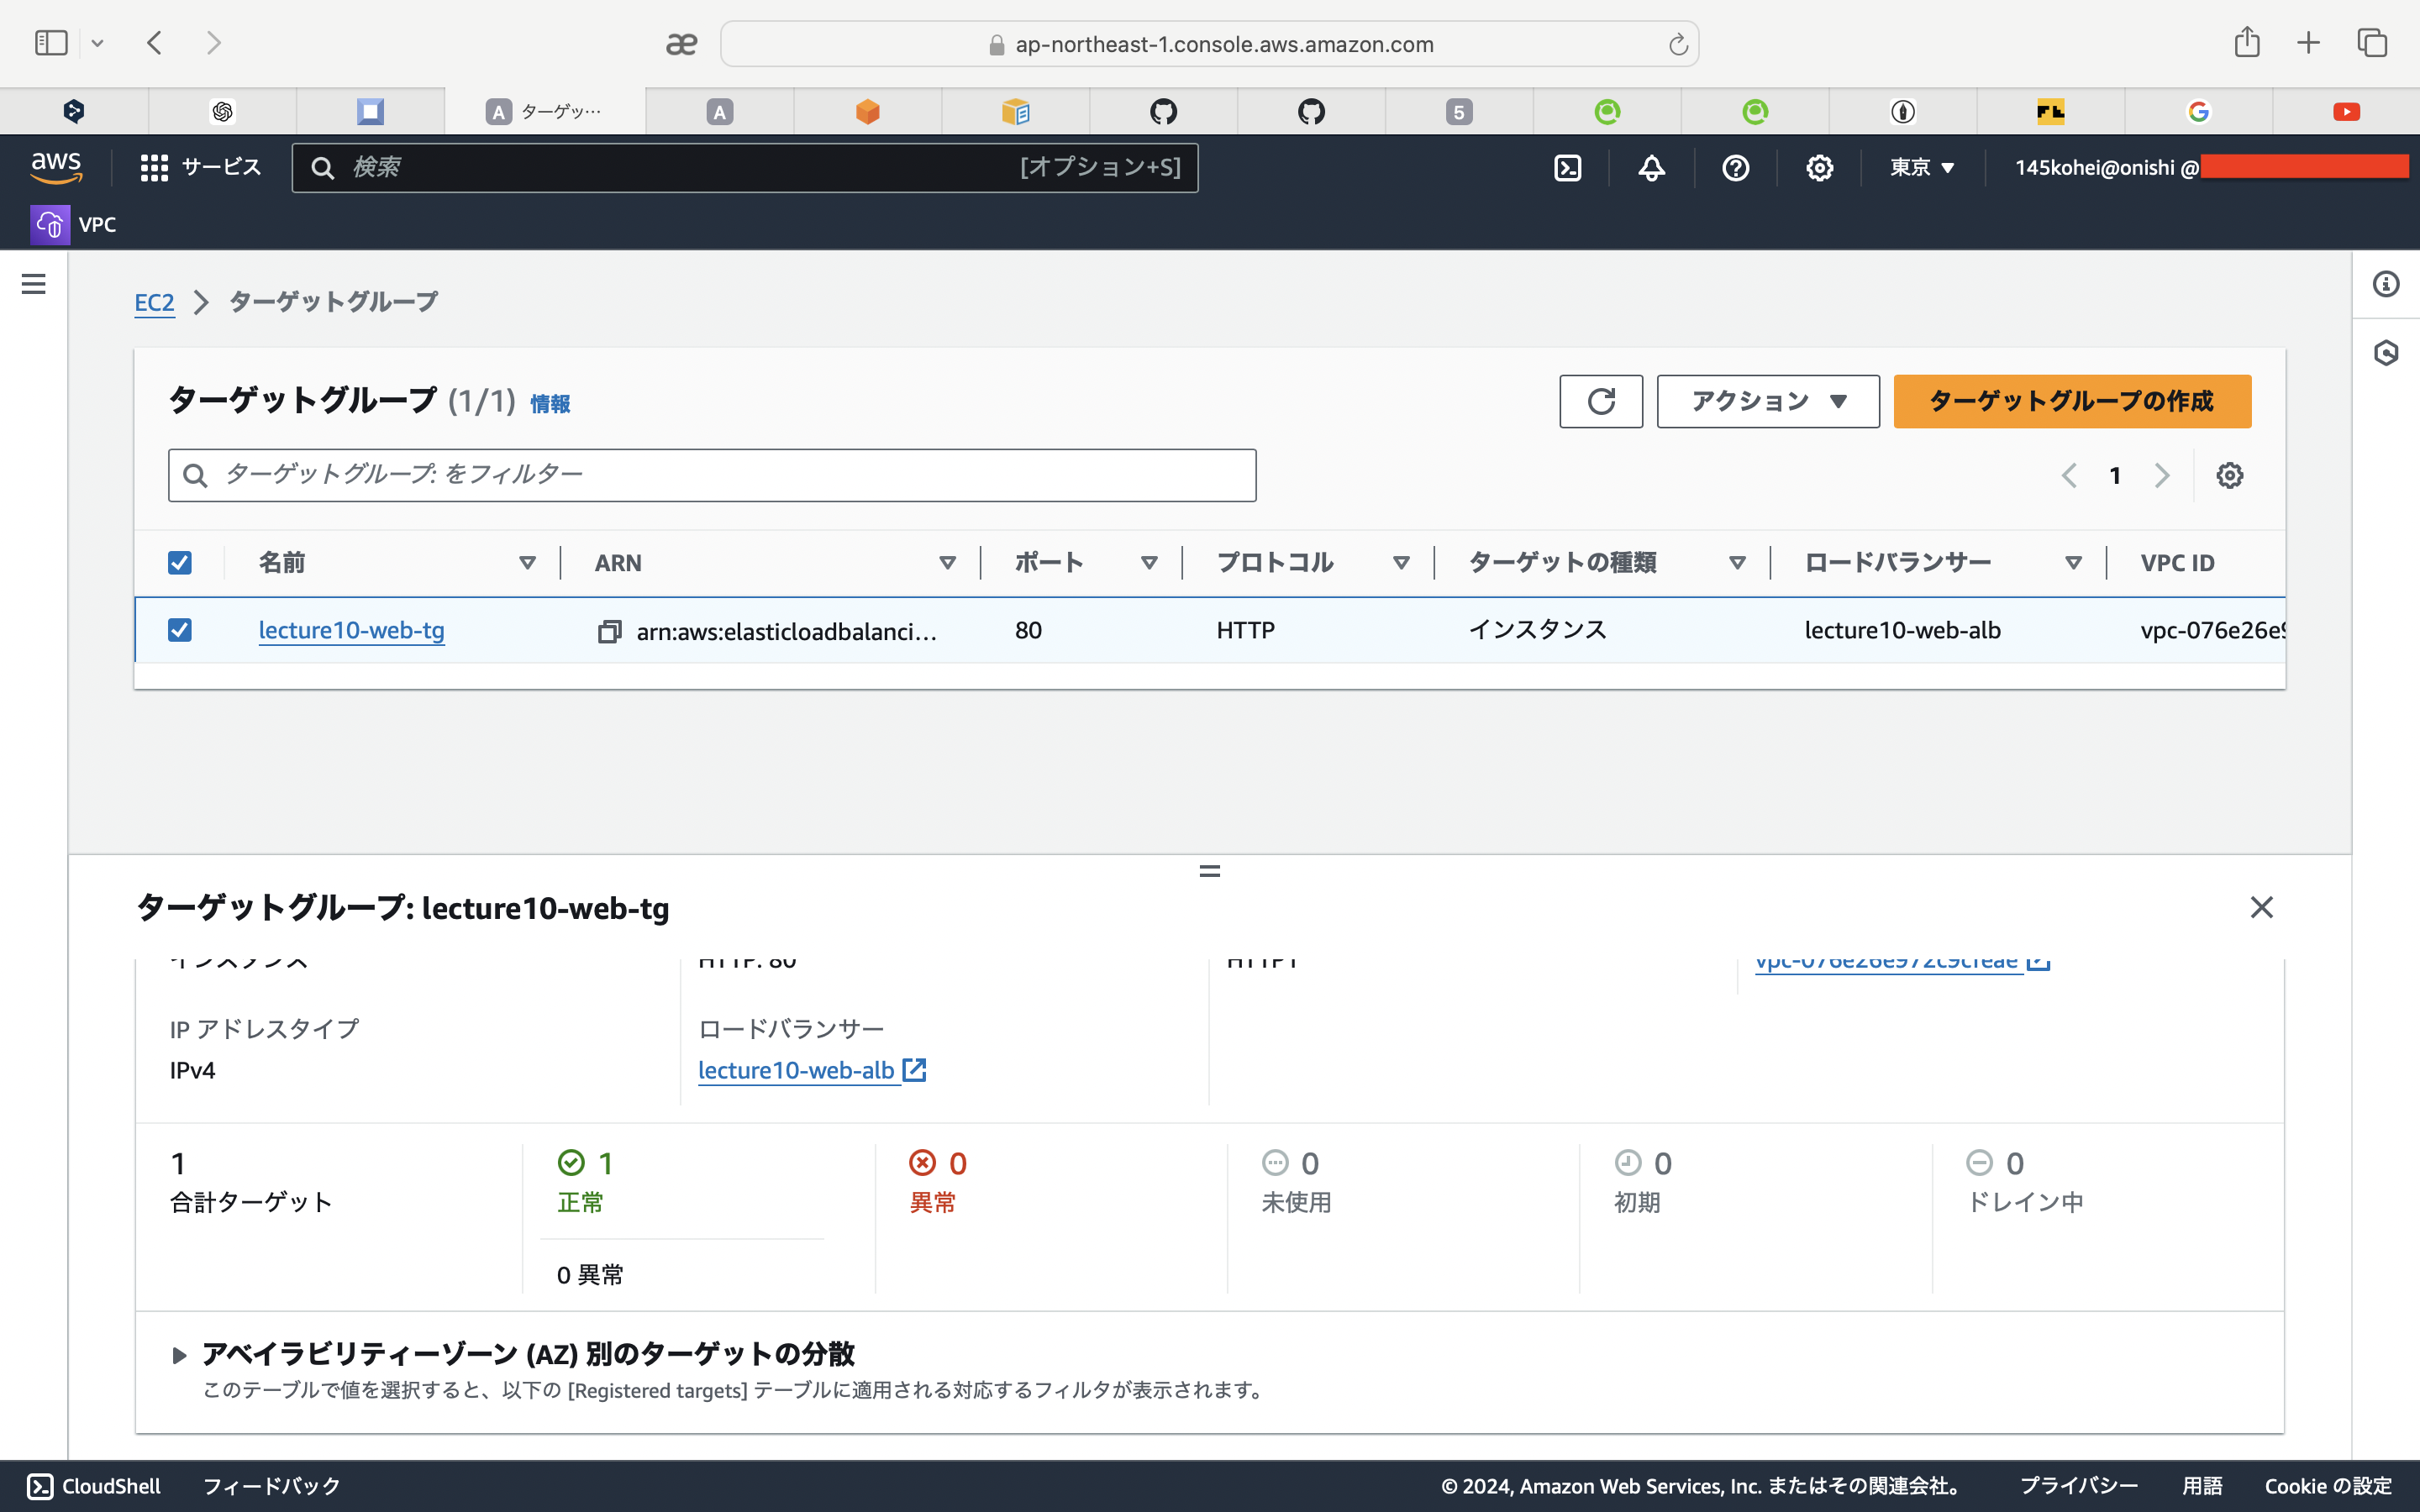 ap-northeast-1.console.aws.amazon.com
ターゲッ…
aws
サービス
検索
[オプション+S]
東京
145kohei@onishi @
VPC
EC2
ターゲットグループ
ターゲットグループ (1/1) 情報
アクション
ターゲットグループの作成
ターゲットグループ: をフィルター
1
名前
ARN
ポート
プロトコル
ターゲットの種類
ロードバランサー
VPC ID
lecture10-web-tg
arn:aws:elasticloadbalanci…
80
HTTP
インスタンス
lecture10-web-alb
vpc-076e26e9
ターゲットグループ: lecture10-web-tg
インスタンス
HTTP: 80
HTTP1
vpc-076e26e972c9cfeae
IP アドレスタイプ
IPv4
ロードバランサー
lecture10-web-alb
1
合計ターゲット
1
正常
0 異常
0
異常
0
未使用
0
初期
0
ドレイン中
アベイラビリティーゾーン (AZ) 別のターゲットの分散
このテーブルで値を選択すると、以下の [Registered targets] テーブルに適用される対応するフィルタが表示されます。
CloudShell
フィードバック
© 2024, Amazon Web Services, Inc. またはその関連会社。
プライバシー
用語
Cookie の設定